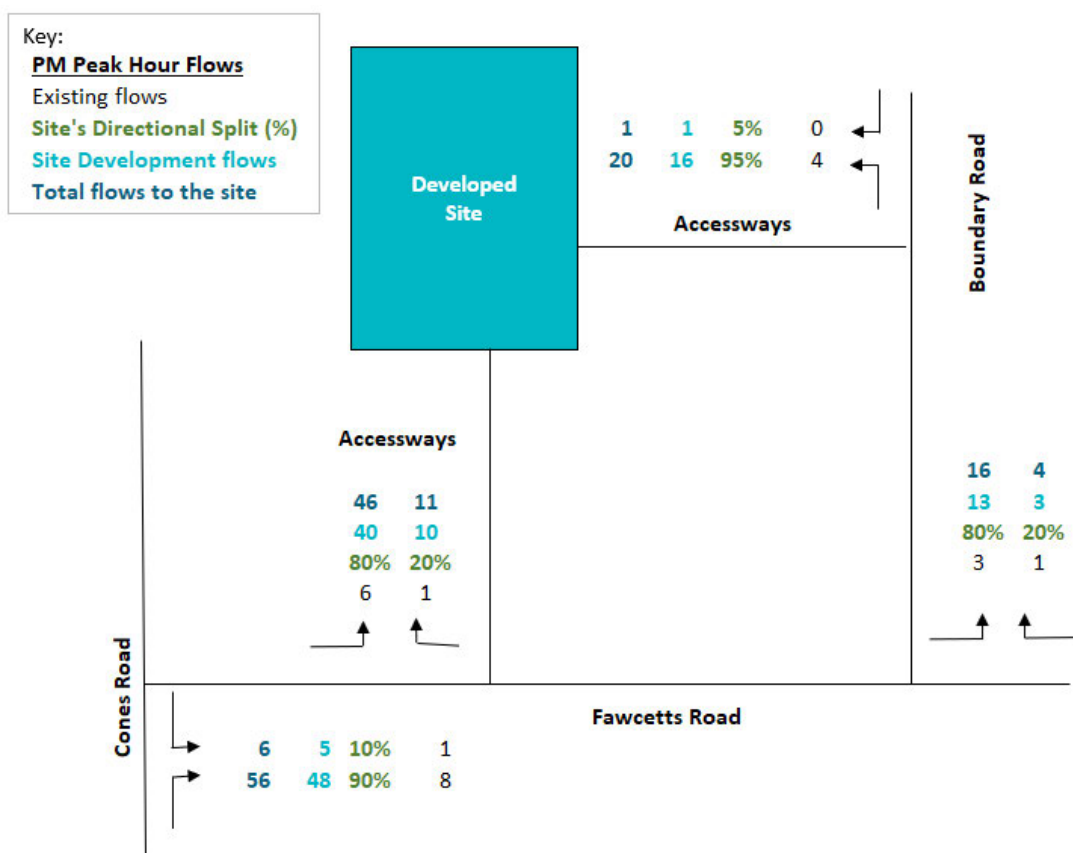 Key:
PM Peak Hour Flows
Existing flows
Site's Directional Split (%)
Site Development flows
Total flows to the site
Developed
Site
1 1 5% 0
20 16 95% 4
Accessways
Boundary Road
Accessways
46 11
40 10
80% 20%
6 1
16 4
13 3
80% 20%
3 1
Cones Road
Fawcetts Road
6 5 10% 1
56 48 90% 8